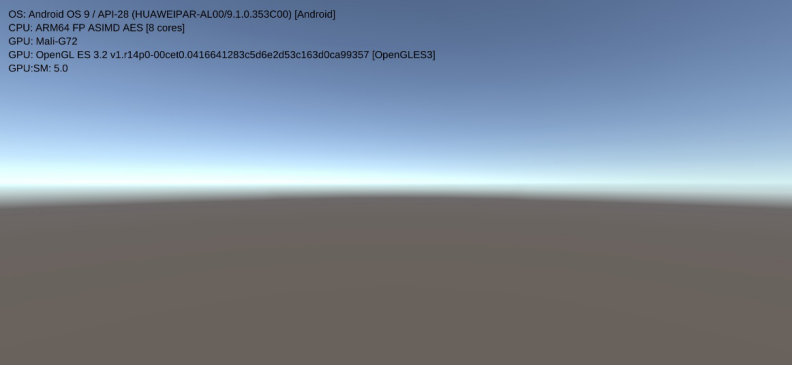 OS: Android OS 9 / API-28 (HUAWEIPAR-AL00/9.1.0.353C00) [Android]
CPU: ARM64 FP ASIMD AES [8 cores]
GPU: Mali-G72
GPU: OpenGL ES 3.2 v1.r14p0-00cet0.0416641283c5d6e2d53c163d0ca99357 [OpenGLES3]
GPU:SM: 5.0